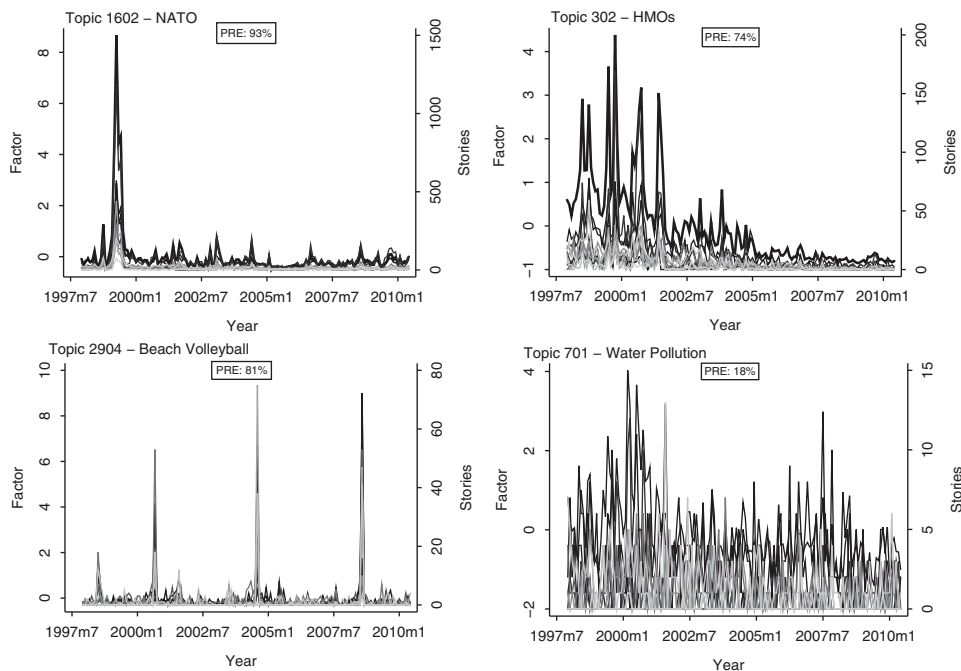 Topic 1602 – NATO
PRE: 93%
Factor
8
6
4
2
0
Stories
1500
1000
500
0
1997m7 2000m1 2002m7 2005m1 2007m7 2010m1
Year
Topic 302 – HMOs
PRE: 74%
Factor
4
3
2
1
0
−1
Stories
200
150
100
50
0
1997m7 2000m1 2002m7 2005m1 2007m7 2010m1
Year
Topic 2904 – Beach Volleyball
PRE: 81%
Factor
10
8
6
4
2
0
Stories
80
60
40
20
0
1997m7 2000m1 2002m7 2005m1 2007m7 2010m1
Year
Topic 701 – Water Pollution
PRE: 18%
Factor
4
2
0
−2
Stories
15
10
5
0
1997m7 2000m1 2002m7 2005m1 2007m7 2010m1
Year